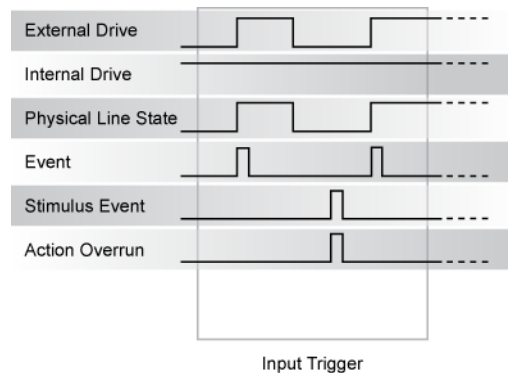 External Drive
Internal Drive
Physical Line State
Event
Stimulus Event
Action Overrun
Input Trigger